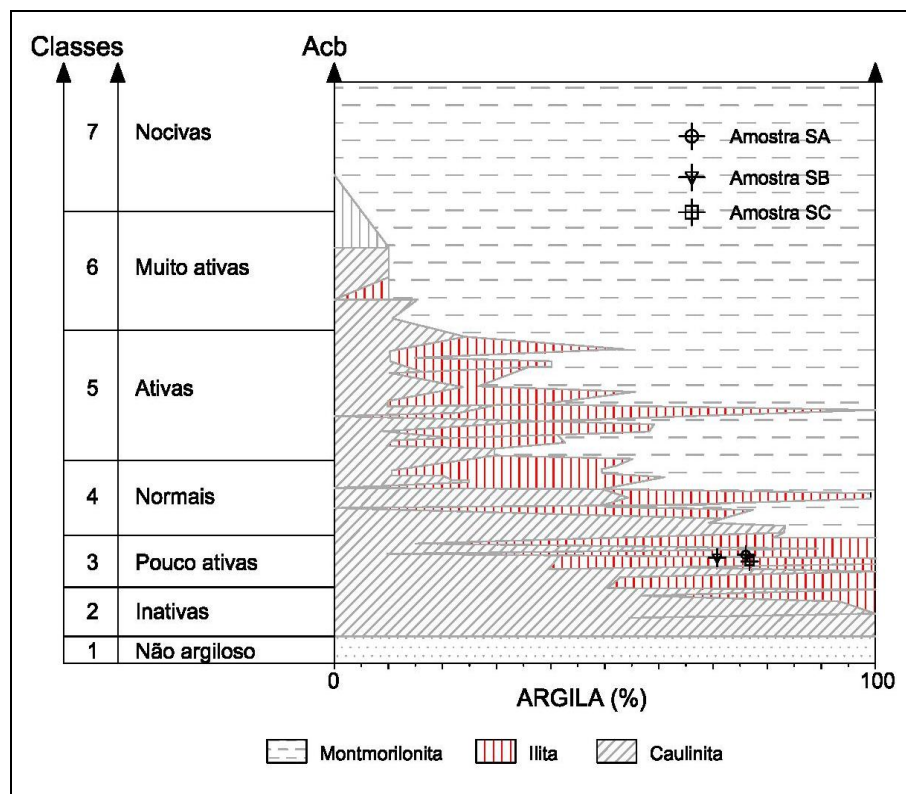 Classes
Acb
7 Nocivas
Amostra SA
Amostra SB
Amostra SC
6 Muito ativas
5 Ativas
4 Normais
3 Pouco ativas
2 Inativas
1 Não argiloso
0 100
ARGILA (%)
Montmorilonita Ilita Caulinita